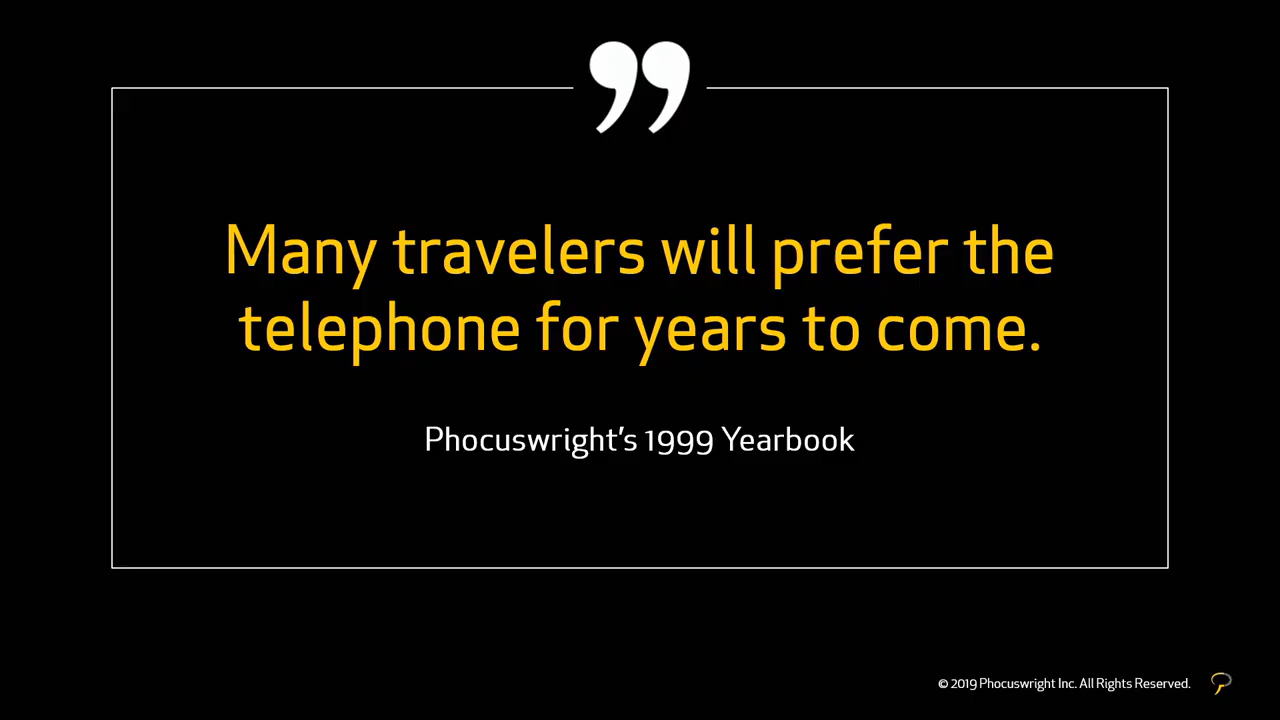 ”
Many travelers will prefer the
telephone for years to come.
Phocuswright's 1999 Yearbook
© 2019 Phocuswright Inc. All Rights Reserved.